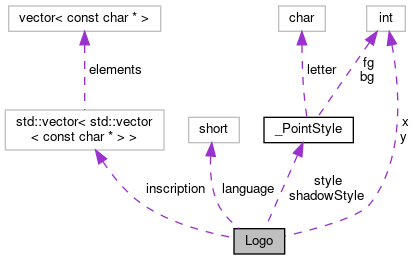 vector< const char * >
char
int
elements
letter
fg
bg
std::vector< std::vector
< const char * > >
short
_PointStyle
x
y
inscription
language
style
shadowStyle
Logo